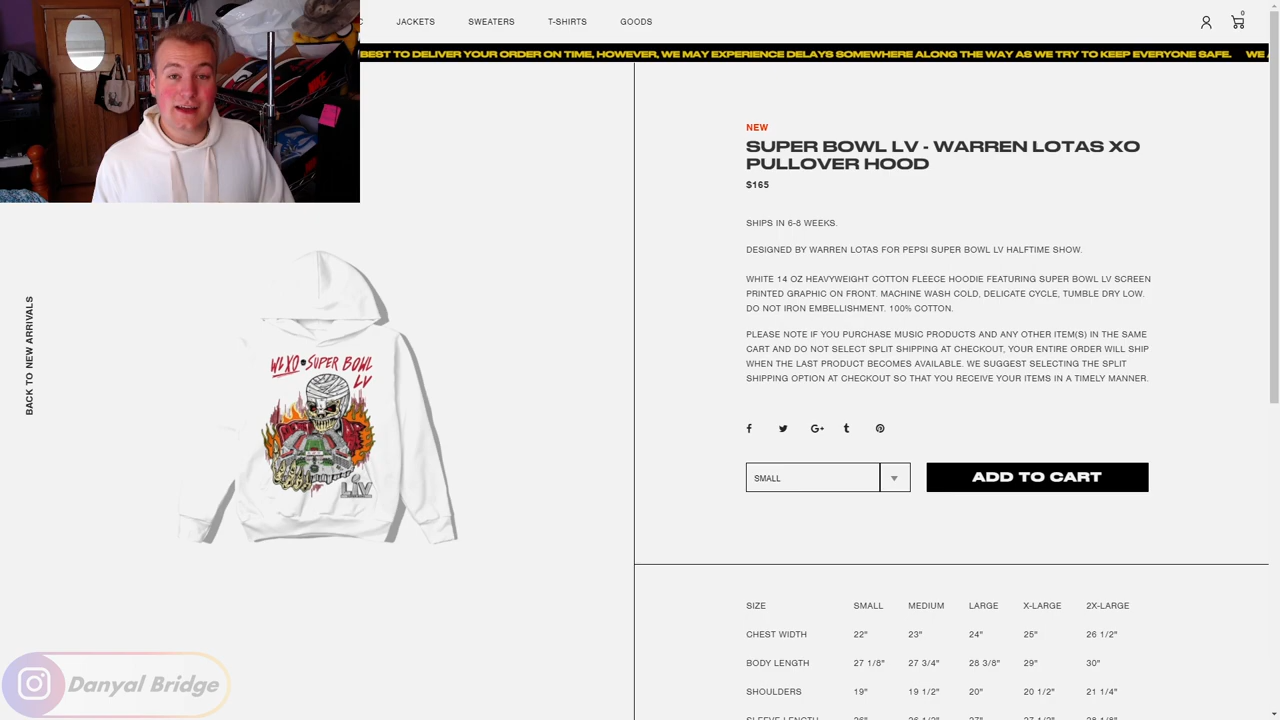 JACKETS SWEATERS T-SHIRTS GOODS
0
BEST TO DELIVER YOUR ORDER ON TIME, HOWEVER, WE MAY EXPERIENCE DELAYS SOMEWHERE ALONG THE WAY AS WE TRY TO KEEP EVERYONE SAFE. WE
NEW
SUPER BOWL LV - WARREN LOTAS XO
PULLOVER HOOD
$165
SHIPS IN 6-8 WEEKS.
DESIGNED BY WARREN LOTAS FOR PEPSI SUPER BOWL LV HALFTIME SHOW.
WHITE 14 OZ HEAVYWEIGHT COTTON FLEECE HOODIE FEATURING SUPER BOWL LV SCREEN
PRINTED GRAPHIC ON FRONT. MACHINE WASH COLD, DELICATE CYCLE, TUMBLE DRY LOW.
DO NOT IRON EMBELLISHMENT. 100% COTTON.
PLEASE NOTE IF YOU PURCHASE MUSIC PRODUCTS AND ANY OTHER ITEM(S) IN THE SAME
CART AND DO NOT SELECT SPLIT SHIPPING AT CHECKOUT, YOUR ENTIRE ORDER WILL SHIP
WHEN THE LAST PRODUCT BECOMES AVAILABLE. WE SUGGEST SELECTING THE SPLIT
SHIPPING OPTION AT CHECKOUT SO THAT YOU RECEIVE YOUR ITEMS IN A TIMELY MANNER.
BACK TO NEW ARRIVALS
WLXO SUPER BOWL
LV
LIV
SMALL
ADD TO CART
SIZE SMALL MEDIUM LARGE X-LARGE 2X-LARGE
CHEST WIDTH 22" 23" 24" 25" 26 1/2"
BODY LENGTH 27 1/8" 27 3/4" 28 3/8" 29" 30"
SHOULDERS 19" 19 1/2" 20" 20 1/2" 21 1/4"
Danyal Bridge